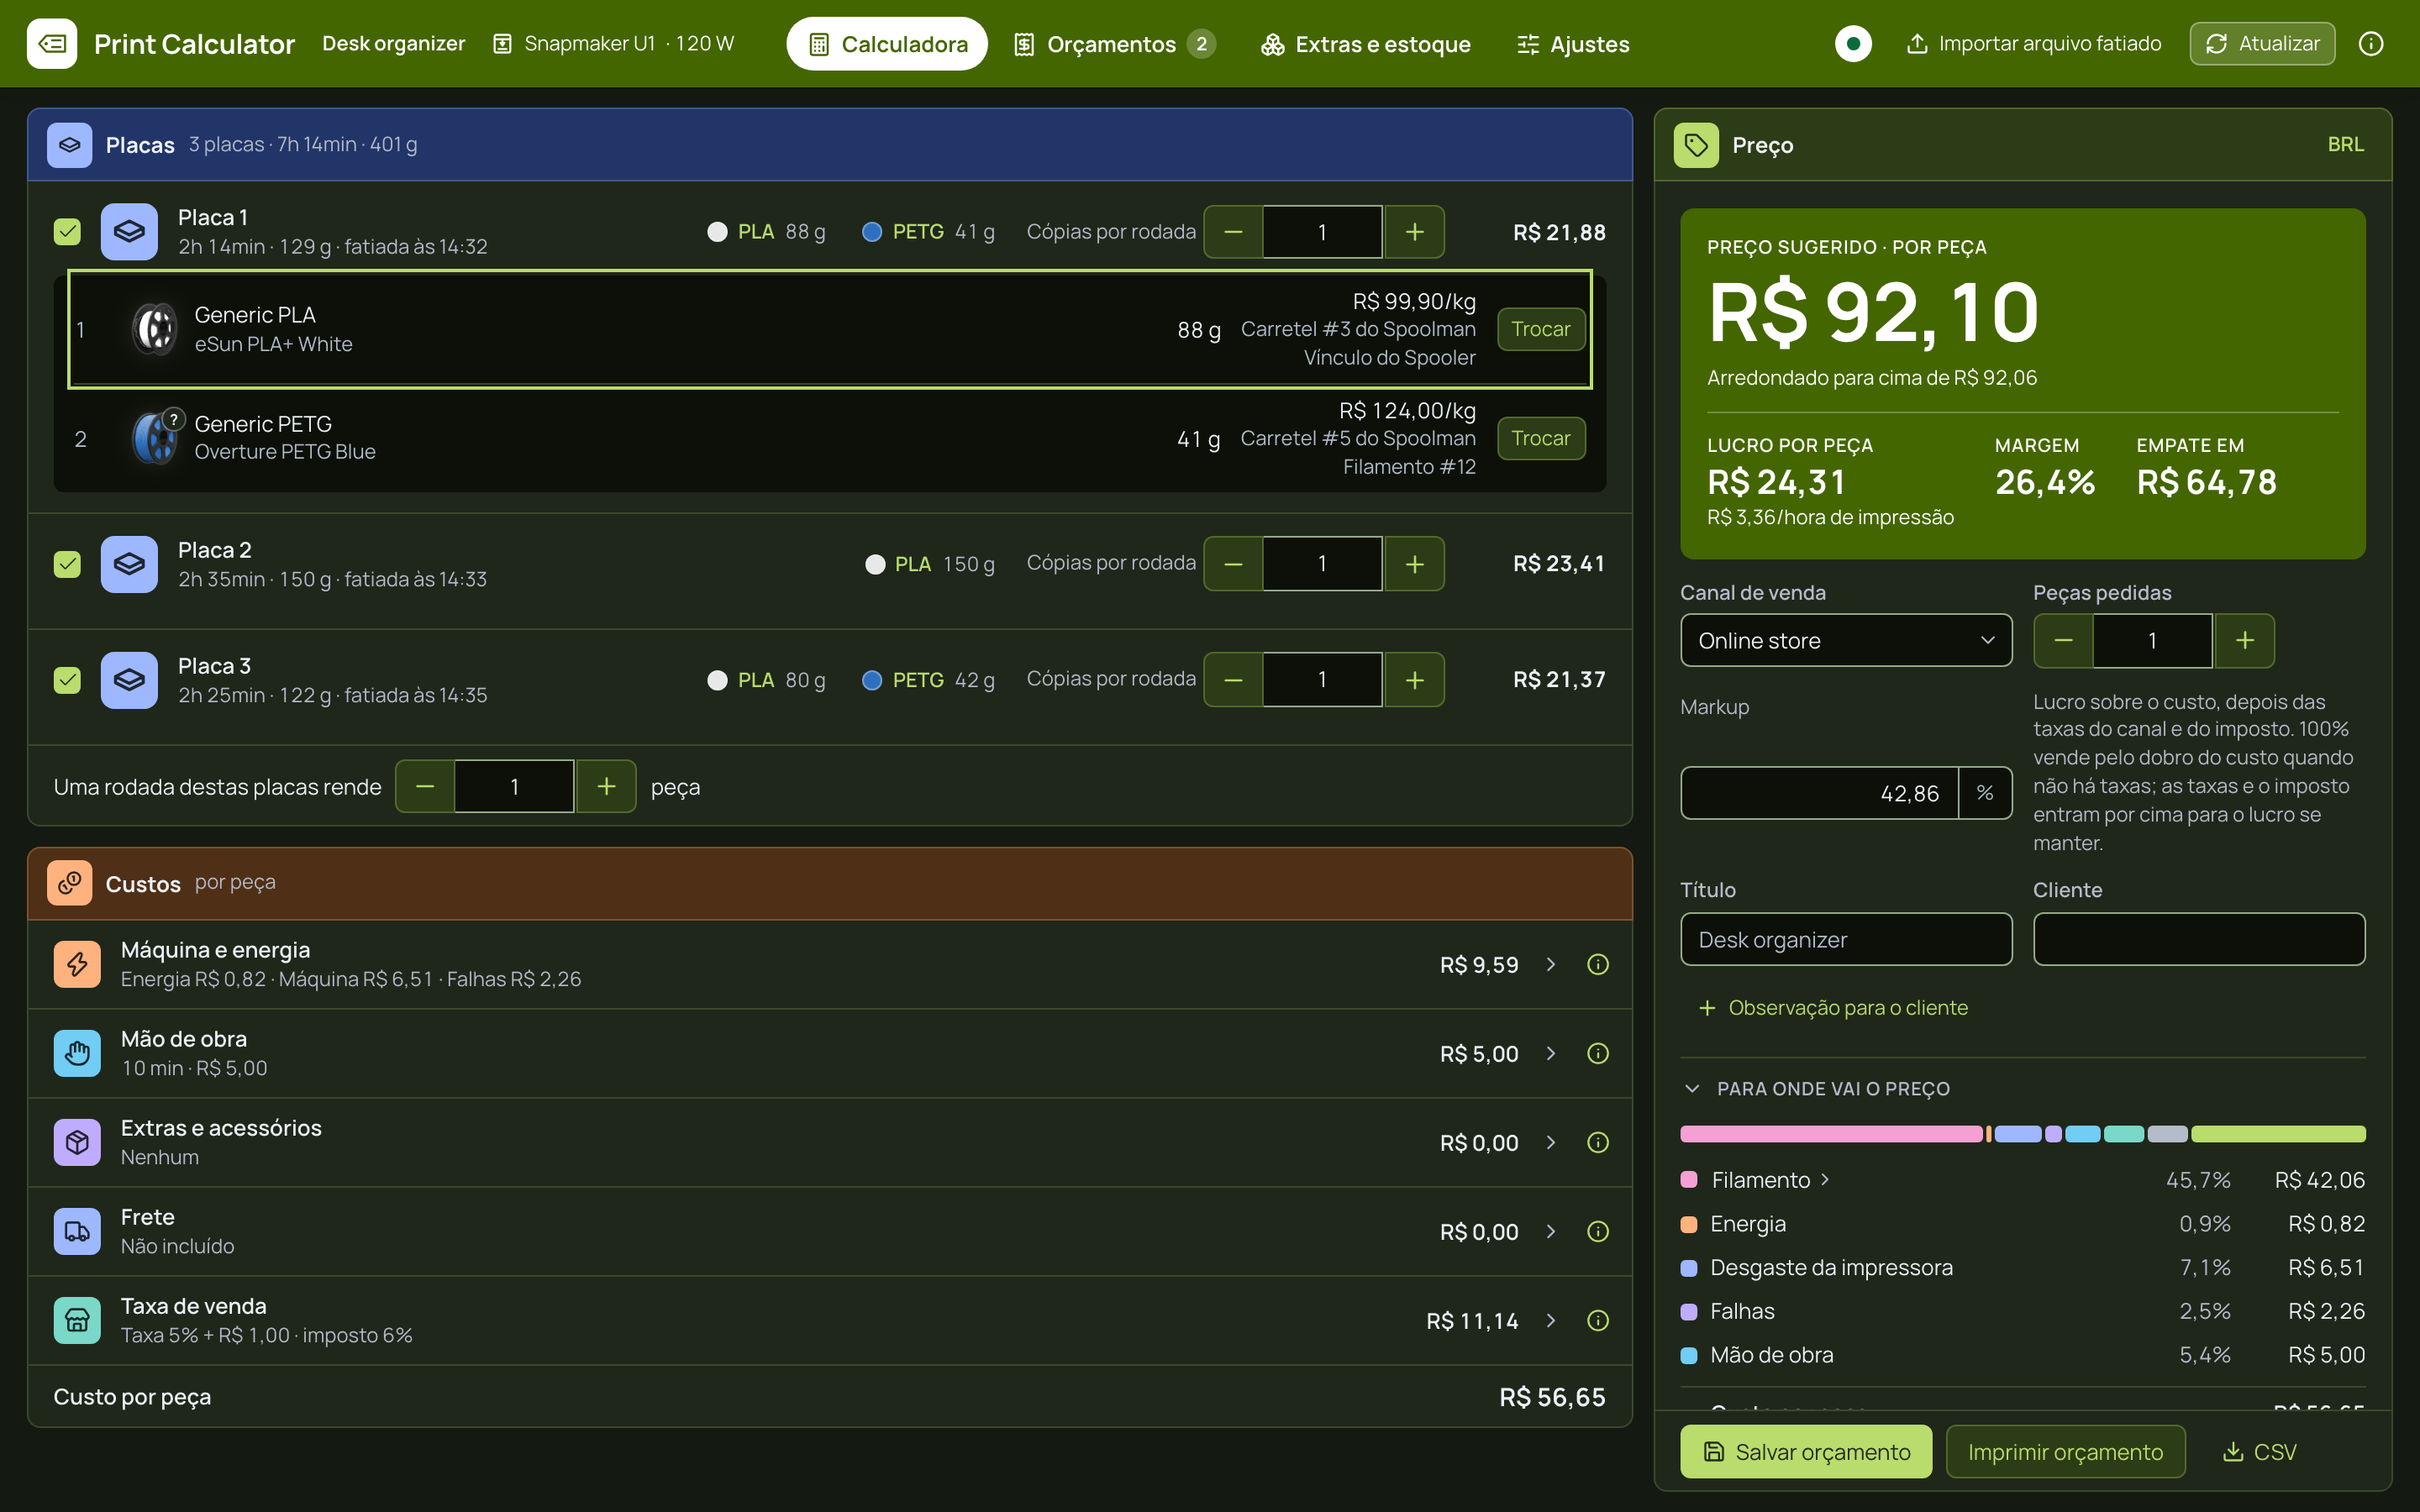 Print Calculator
Desk organizer
Snapmaker U1 · 120 W
Calculadora
Orçamentos 2
Extras e estoque
Ajustes
Importar arquivo fatiado
Atualizar
Placas 3 placas · 7h 14min · 401 g
Placa 1
2h 14min · 129 g · fatiada às 14:32
PLA 88 g
PETG 41 g
Cópias por rodada
1
R$ 21,88
1
Generic PLA
eSun PLA+ White
88 g
R$ 99,90/kg
Carretel #3 do Spoolman
Vínculo do Spooler
Trocar
2
?
Generic PETG
Overture PETG Blue
41 g
R$ 124,00/kg
Carretel #5 do Spoolman
Filamento #12
Trocar
Placa 2
2h 35min · 150 g · fatiada às 14:33
PLA 150 g
Cópias por rodada
1
R$ 23,41
Placa 3
2h 25min · 122 g · fatiada às 14:35
PLA 80 g
PETG 42 g
Cópias por rodada
1
R$ 21,37
Uma rodada destas placas rende
1
peça
Custos por peça
Máquina e energia
Energia R$ 0,82 · Máquina R$ 6,51 · Falhas R$ 2,26
R$ 9,59
Mão de obra
10 min · R$ 5,00
R$ 5,00
Extras e acessórios
Nenhum
R$ 0,00
Frete
Não incluído
R$ 0,00
Taxa de venda
Taxa 5% + R$ 1,00 · imposto 6%
R$ 11,14
Custo por peça
R$ 56,65
Preço
BRL
PREÇO SUGERIDO · POR PEÇA
R$ 92,10
Arredondado para cima de R$ 92,06
LUCRO POR PEÇA
R$ 24,31
R$ 3,36/hora de impressão
MARGEM
26,4%
EMPATE EM
R$ 64,78
Canal de venda
Online store
Peças pedidas
1
Markup
42,86 %
Lucro sobre o custo, depois das
taxas do canal e do imposto. 100%
vende pelo dobro do custo quando
não há taxas; as taxas e o imposto
entram por cima para o lucro se
manter.
Título
Desk organizer
Cliente
Observação para o cliente
PARA ONDE VAI O PREÇO
Filamento 45,7% R$ 42,06
Energia 0,9% R$ 0,82
Desgaste da impressora 7,1% R$ 6,51
Falhas 2,5% R$ 2,26
Mão de obra 5,4% R$ 5,00
Salvar orçamento
Imprimir orçamento
CSV